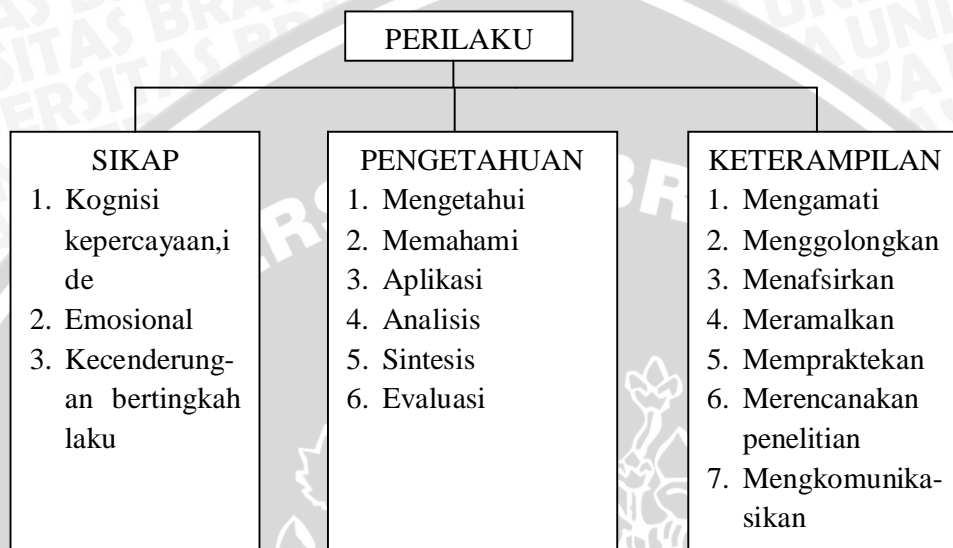 PERILAKU
SIKAP
1. Kognisi
kepercayaan,i
de
2. Emosional
3. Kecenderung-
an bertingkah
laku
PENGETAHUAN
1. Mengetahui
2. Memahami
3. Aplikasi
4. Analisis
5. Sintesis
6. Evaluasi
KETERAMPILAN
1. Mengamati
2. Menggolongkan
3. Menafsirkan
4. Meramalkan
5. Mempraktekan
6. Merencanakan
penelitian
7. Mengkomunika-
sikan